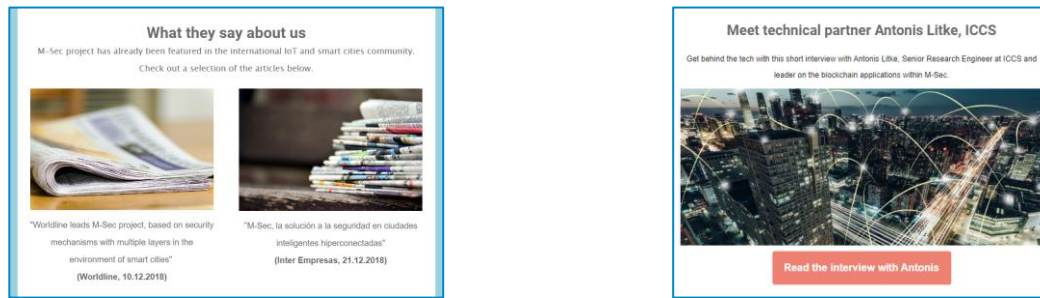 What they say about us
M-Sec project has already been featured in the international IoT and smart cities community.
Check out a selection of the articles below.
"Worldline leads M-Sec project, based on security
mechanisms with multiple layers in the
environment of smart cities"
(Worldline, 10.12.2018)
"M-Sec, la solución a la seguridad en ciudades
inteligentes hiperconectadas"
(Inter Empresas, 21.12.2018)
Meet technical partner Antonis Litke, ICCS
Get behind the tech with this short interview with Antonis Litke, Senior Research Engineer at ICCS and
leader on the blockchain applications within M-Sec.
Read the interview with Antonis